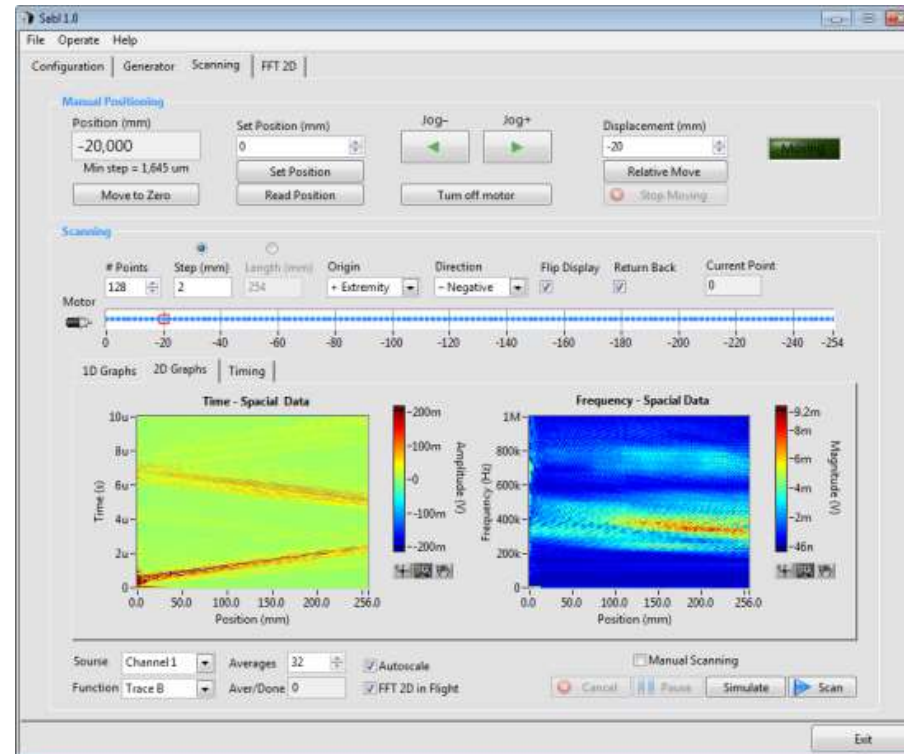 Sabl 1.0
File Operate Help
Configuration Generator Scanning FFT 2D
Manual Positioning
Position (mm) Set Position (mm) Jog- Jog+ Displacement (mm)
-20,000 0 -20
Moving
Min step = 1,645 um Set Position Relative Move
Move to Zero Read Position Turn off motor Stop Moving
Scanning
# Points Step (mm) Length (mm) Origin Direction Flip Display Return Back Current Point
128 2 254 + Extremity - Negative 0
Motor
0 -20 -40 -60 -80 -100 -120 -140 -160 -180 -200 -220 -240 -254
1D Graphs 2D Graphs Timing
Time - Spacial Data
10u
8u
6u
4u
2u
0
Time (s)
0.0 50.0 100.0 150.0 200.0 256.0
Position (mm)
-200m
-100m
-0
--100m
--200m
Amplitude (V)
Frequency - Spacial Data
1M
800k
600k
400k
200k
0
Frequency (Hz)
0.0 50.0 100.0 150.0 200.0 256.0
Position (mm)
-9.2m
-8m
-6m
-4m
-2m
-46n
Magnitude (V)
Sourse Channel 1 Averages 32 Autoscale Manual Scanning
Function Trace B Aver/Done 0 FFT 2D in Flight Cancel Pause Simulate Scan
Exit